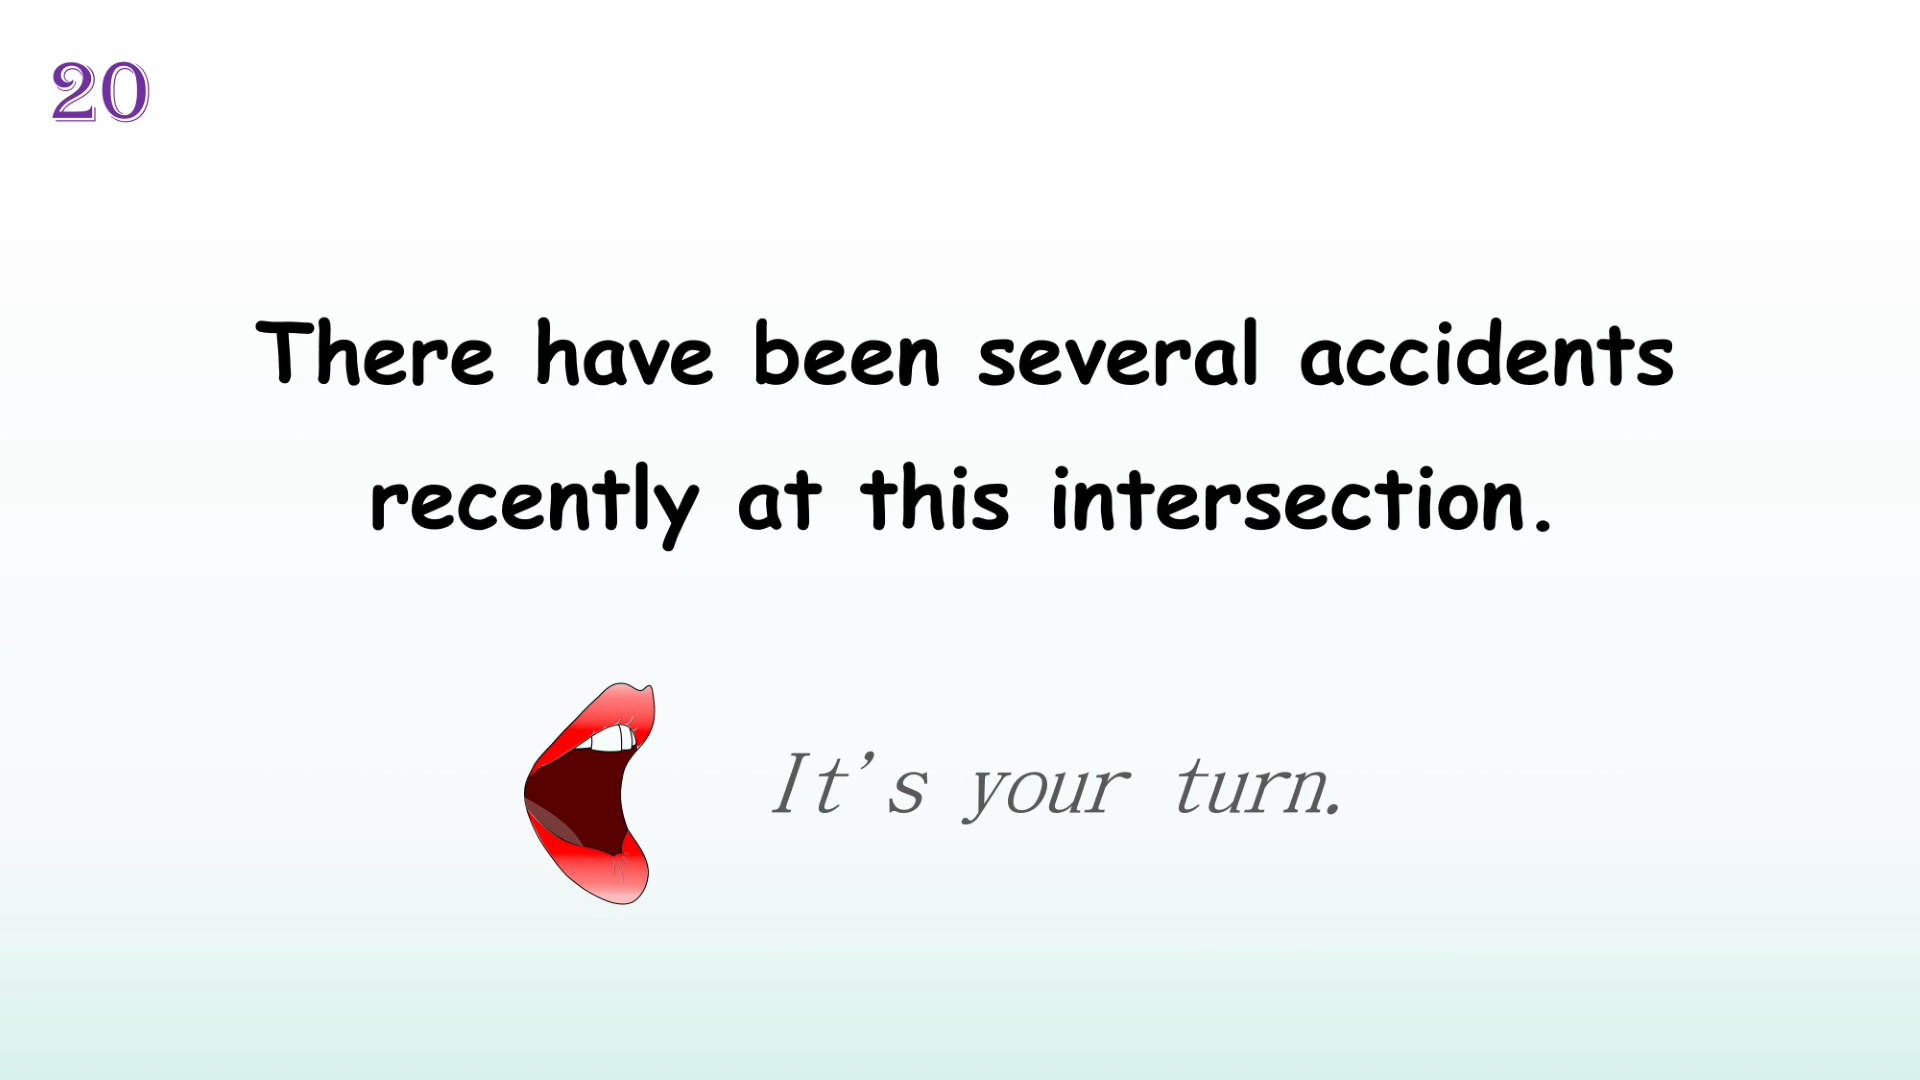 20
There have been several accidents
recently at this intersection.
It’s your turn.